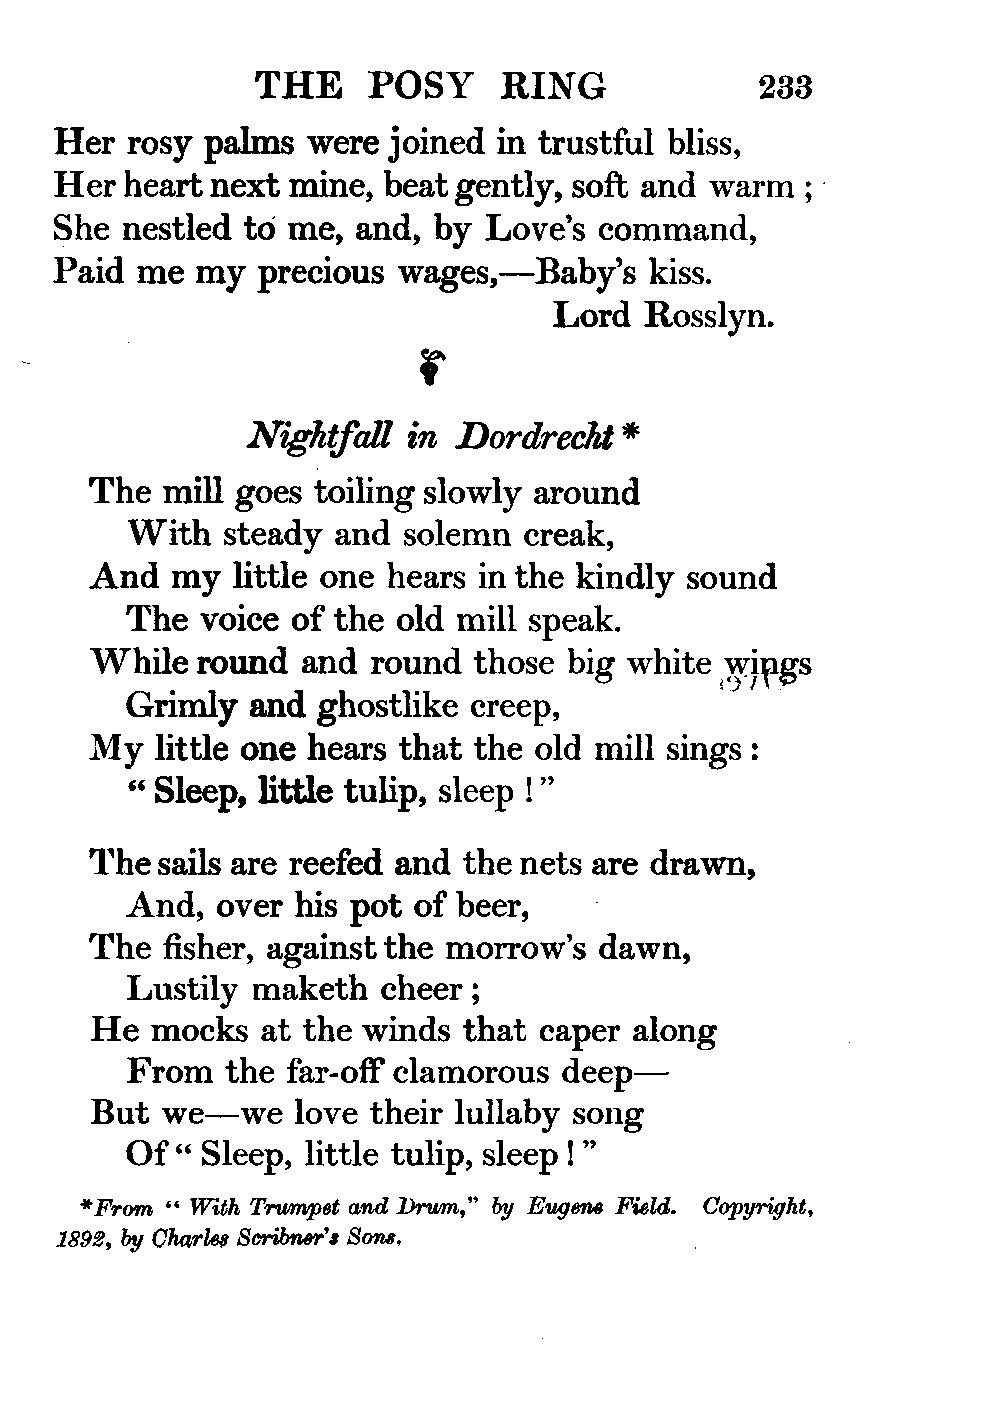 THE POSY RING 233
Her rosy palms were joined in trustful bliss,
Her heart next mine, beat gently, soft and warm ;
She nestled to me, and, by Love's command,
Paid me my precious wages,—Baby's kiss.
Lord Rosslyn.
Nightfall in Dordrecht *
The mill goes toiling slowly around
With steady and solemn creak,
And my little one hears in the kindly sound
The voice of the old mill speak.
While round and round those big white wings
Grimly and ghostlike creep,
My little one hears that the old mill sings :
“ Sleep, little tulip, sleep ! ”
The sails are reefed and the nets are drawn,
And, over his pot of beer,
The fisher, against the morrow's dawn,
Lustily maketh cheer ;
He mocks at the winds that caper along
From the far-off clamorous deep—
But we—we love their lullaby song
Of “ Sleep, little tulip, sleep ! ”
*From “ With Trumpet and Drum,” by Eugene Field. Copyright,
1892, by Charles Scribner's Sons.